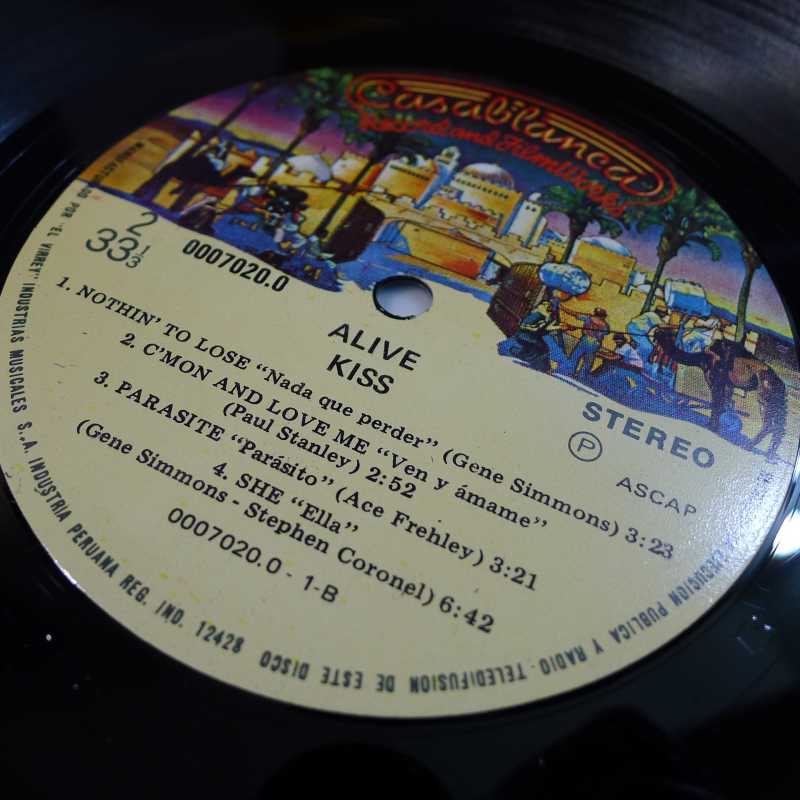 Casablanca
Record and FilmWorks
2
33⅓
0007020.0
ALIVE
KISS
STEREO
Ⓟ ASCAP
1. NOTHIN' TO LOSE "Nada que perder" (Gene Simmons) 3:23
2. C'MON AND LOVE ME "Ven y ámame"
(Paul Stanley) 2:52
3. PARASITE "Parásito" (Ace Frehley) 3:21
4. SHE "Ella"
(Gene Simmons - Stephen Coronel) 6:42
0007020.0 - 1-B
POR "EL VIRREY" INDUSTRIAS MUSICALES S.A. INDUSTRIA PERUANA REG. IND. 12428
PUBLICA Y RADIO-TELEDIFUSION DE ESTE DISCO